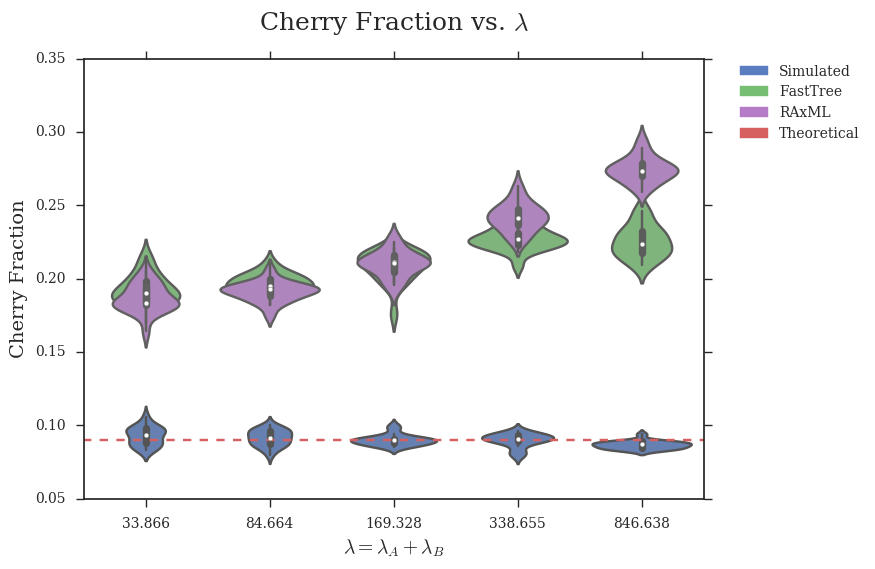 Cherry Fraction vs. λ
0.35
0.30
0.25
0.20
0.15
0.10
0.05
Cherry Fraction
33.866 84.664 169.328 338.655 846.638
λ = λ_A + λ_B
Simulated
FastTree
RAxML
Theoretical